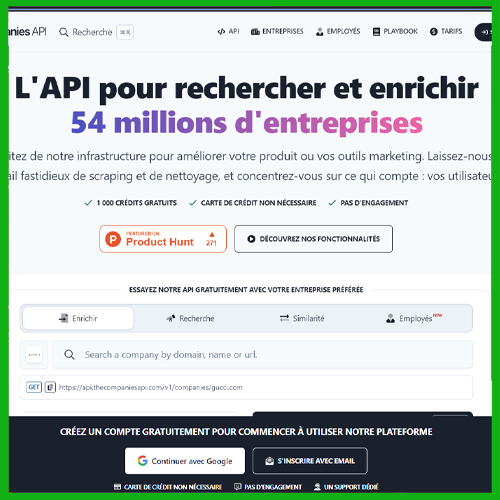 anies API
Recherche
⌘K
API
ENTREPRISES
EMPLOYÉS
PLAYBOOK
TARIFS
L'API pour rechercher et enrichir
54 millions d'entreprises
itez de notre infrastructure pour améliorer votre produit ou vos outils marketing. Laissez-nous
ail fastidieux de scraping et de nettoyage, et concentrez-vous sur ce qui compte : vos utilisateu
1 000 CRÉDITS GRATUITS
CARTE DE CRÉDIT NON NÉCESSAIRE
PAS D'ENGAGEMENT
FEATURED ON
Product Hunt
271
DÉCOUVREZ NOS FONCTIONNALITÉS
ESSAYEZ NOTRE API GRATUITEMENT AVEC VOTRE ENTREPRISE PRÉFÉRÉE
Enrichir
Recherche
Similarité
Employés NEW
Search a company by domain, name or url.
GET
https://api.thecompaniesapi.com/v1/companies/gucci.com
CRÉEZ UN COMPTE GRATUITEMENT POUR COMMENCER À UTILISER NOTRE PLATEFORME
Continuer avec Google
S'INSCRIRE AVEC EMAIL
CARTE DE CRÉDIT NON NÉCESSAIRE
PAS D'ENGAGEMENT
UN SUPPORT DÉDIÉ